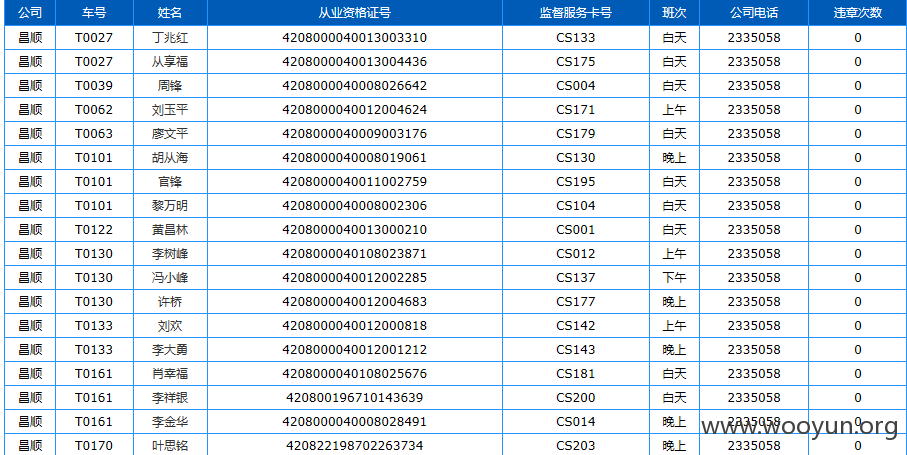 公司 车号 姓名 从业资格证号 监督服务卡号 班次 公司电话 违章次数
昌顺 T0027 丁兆红 4208000040013003310 CS133 白天 2335058 0
昌顺 T0027 从享福 4208000040013004436 CS175 白天 2335058 0
昌顺 T0039 周锋 4208000040008026642 CS004 白天 2335058 0
昌顺 T0062 刘玉平 4208000040012004624 CS171 上午 2335058 0
昌顺 T0063 廖文平 4208000040009003176 CS179 白天 2335058 0
昌顺 T0101 胡从海 4208000040008019061 CS130 晚上 2335058 0
昌顺 T0101 官锋 4208000040011002759 CS195 白天 2335058 0
昌顺 T0101 黎万明 4208000040008002306 CS104 白天 2335058 0
昌顺 T0122 黄昌林 4208000040013000210 CS001 白天 2335058 0
昌顺 T0130 李树峰 4208000040108023871 CS012 上午 2335058 0
昌顺 T0130 冯小峰 4208000040012002285 CS137 下午 2335058 0
昌顺 T0130 许桥 4208000040012004683 CS177 晚上 2335058 0
昌顺 T0133 刘欢 4208000040012000818 CS142 上午 2335058 0
昌顺 T0133 李大勇 4208000040012001212 CS143 晚上 2335058 0
昌顺 T0161 肖幸福 4208000040108025676 CS181 白天 2335058 0
昌顺 T0161 李祥银 420800196710143639 CS200 白天 2335058 0
昌顺 T0161 李金华 4208000040008028491 CS014 晚上 2335058 0
www.wooyun.org
昌顺 T0170 叶思铭 420822198702263734 CS203 晚上 2335058 0